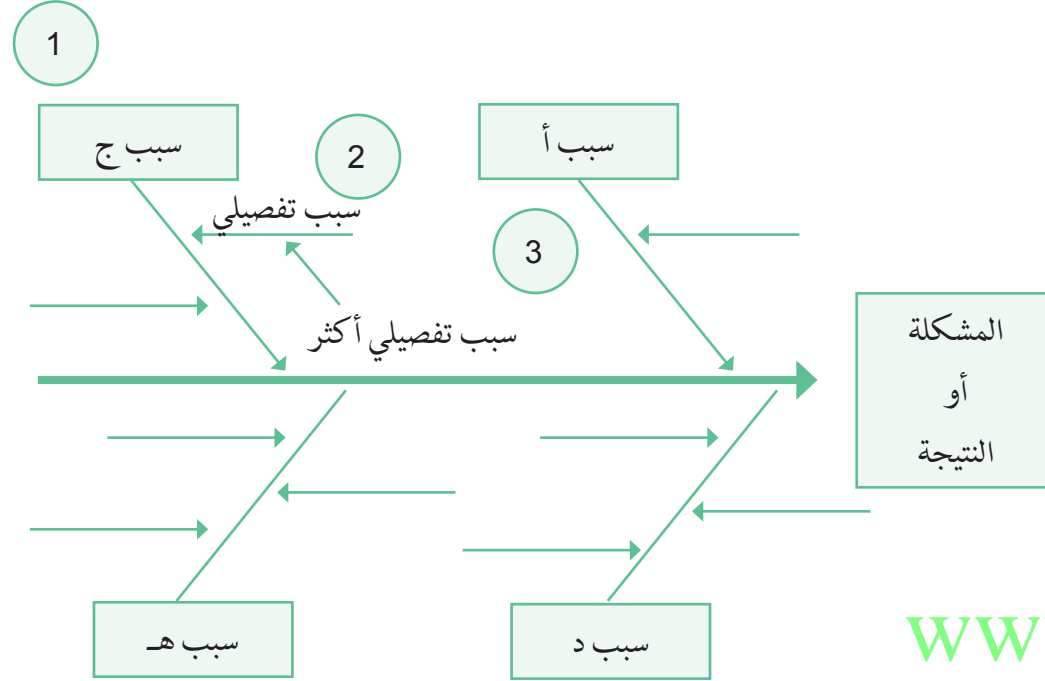 1
سبب أ
سبب ج
2
سبب تفصيلي
3
سبب تفصيلي أكثر
المشكلة
أو
النتيجة
سبب د
سبب هـ
ww